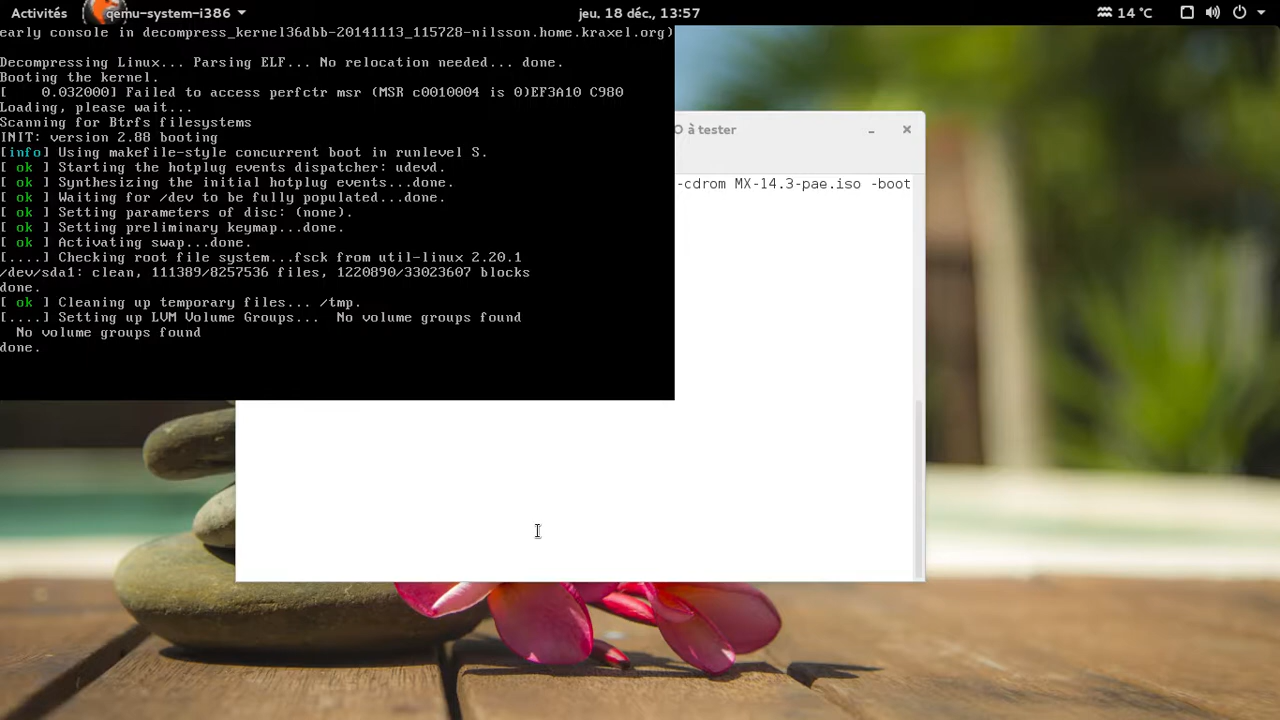 Activités
qemu-system-i386
jeu. 18 déc., 13:57
14 °C
early console in decompress_kernel36dbb-20141113_115728-nilsson.home.kraxel.org)
Decompressing Linux... Parsing ELF... No relocation needed... done.
Booting the kernel.
[    0.032000] Failed to access perfctr msr (MSR c0010004 is 0)EF3A10 C980
Loading, please wait...
Scanning for Btrfs filesystems
INIT: version 2.88 booting
[info] Using makefile-style concurrent boot in runlevel S.
[ ok ] Starting the hotplug events dispatcher: udevd.
[ ok ] Synthesizing the initial hotplug events...done.
[ ok ] Waiting for /dev to be fully populated...done.
[ ok ] Setting parameters of disc: (none).
[ ok ] Setting preliminary keymap...done.
[ ok ] Activating swap...done.
[....] Checking root file system...fsck from util-linux 2.20.1
/dev/sda1: clean, 111389/8257536 files, 1220890/33023607 blocks
done.
[ ok ] Cleaning up temporary files... /tmp.
[....] Setting up LVM Volume Groups...  No volume groups found
  No volume groups found
done.
O à tester
-cdrom MX-14.3-pae.iso -boot